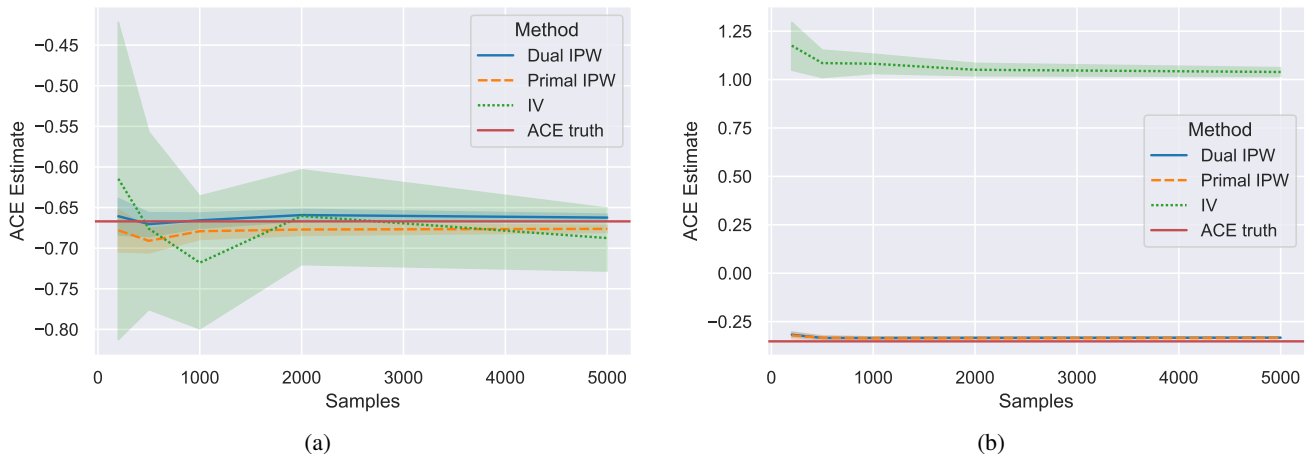 −0.45
−0.50
−0.55
−0.60
−0.65
−0.70
−0.75
−0.80
ACE Estimate
Method
Dual IPW
Primal IPW
IV
ACE truth
0 1000 2000 3000 4000 5000
Samples
(a)
1.25
1.00
0.75
0.50
0.25
0.00
−0.25
ACE Estimate
Method
Dual IPW
Primal IPW
IV
ACE truth
0 1000 2000 3000 4000 5000
Samples
(b)